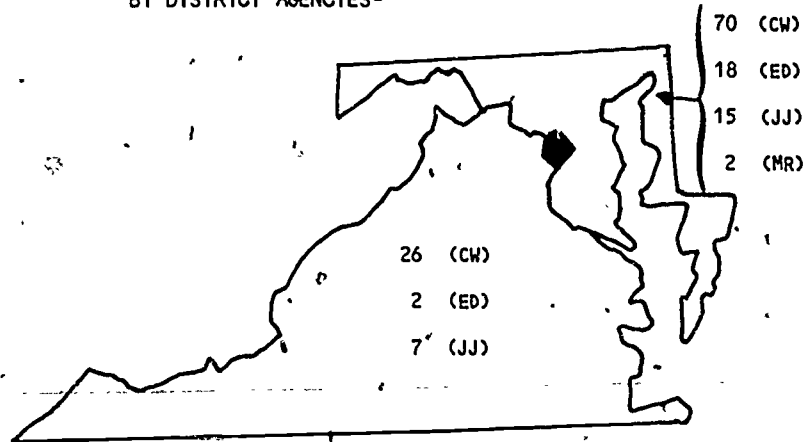 BY DISTRICT AGENCIES-
70 (CW)
18 (ED)
15 (JJ)
2 (MR)
26 (CW)
2 (ED)
7 (JJ)